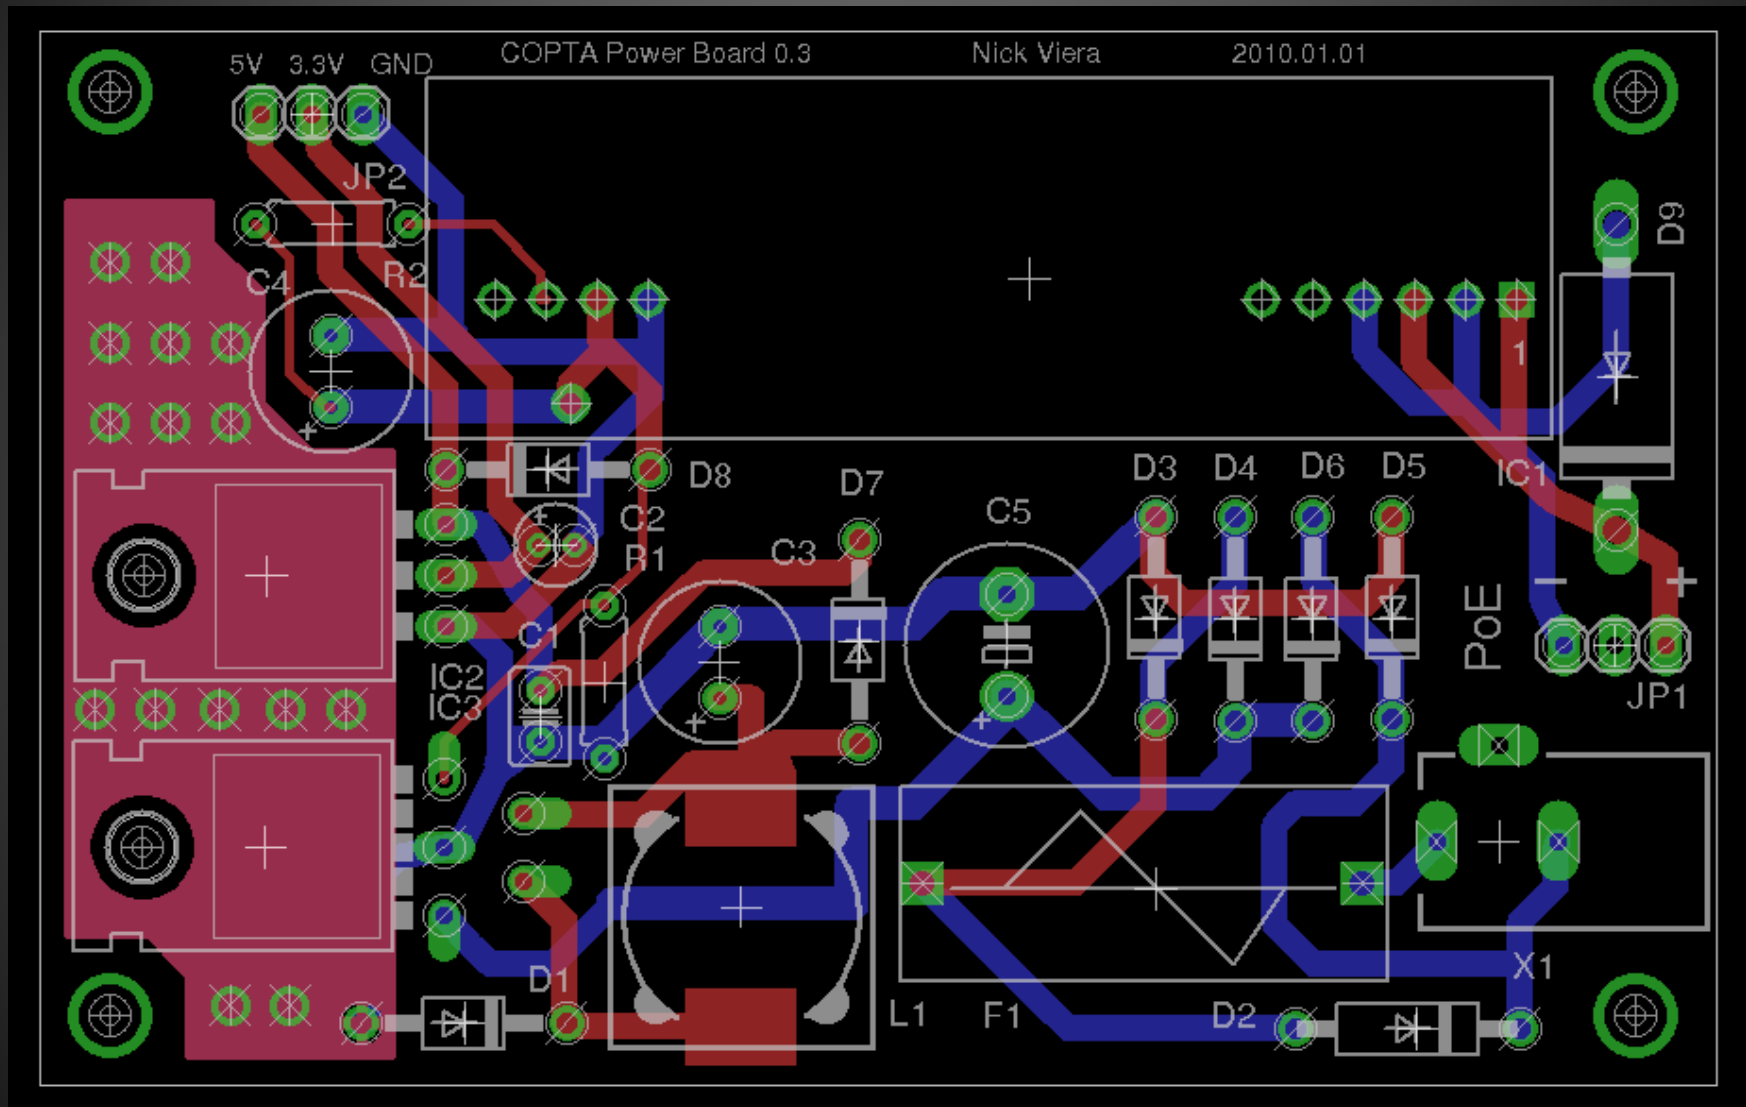 COPTA Power Board 0.3 Nick Viera 2010.01.01
5V 3.3V GND
JP2
D9
C4 R2
1
D8 D7 D3 D4 D6 D5 IC1
C2 C5
R1 C3
- +
PoE
C1
IC2
IC3
JP1
D1
X1
L1 F1 D2
+
+
+
+